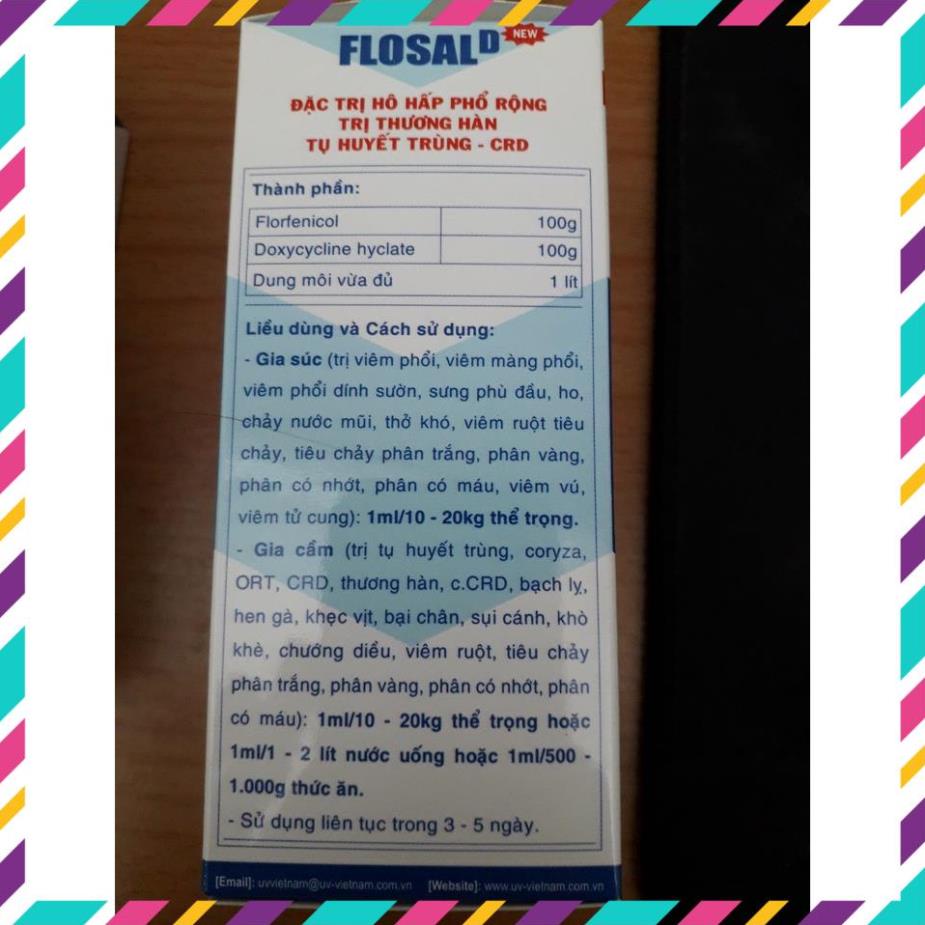 FLOSAL D NEW
ĐẶC TRỊ HÔ HẤP PHỔ RỘNG
TRỊ THƯƠNG HÀN
TỤ HUYẾT TRÙNG - CRD
Thành phần:
Florfenicol 100g
Doxycycline hyclate 100g
Dung môi vừa đủ 1 lít
Liều dùng và Cách sử dụng:
- Gia súc (trị viêm phổi, viêm màng phổi,
viêm phổi dính sườn, sưng phù đầu, ho,
chảy nước mũi, thở khó, viêm ruột tiêu
chảy, tiêu chảy phân trắng, phân vàng,
phân có nhớt, phân có máu, viêm vú,
viêm tử cung): 1ml/10 - 20kg thể trọng.
- Gia cầm (trị tụ huyết trùng, coryza,
ORT, CRD, thương hàn, c.CRD, bạch lỵ,
hen gà, khẹc vịt, bại chân, sụi cánh, khò
khè, chướng diều, viêm ruột, tiêu chảy
phân trắng, phân vàng, phân có nhớt, phân
có máu): 1ml/10 - 20kg thể trọng hoặc
1ml/1 - 2 lít nước uống hoặc 1ml/500 -
1.000g thức ăn.
- Sử dụng liên tục trong 3 - 5 ngày.
[Email]: uvvietnam@uv-vietnam.com.vn [Website]: www.uv-vietnam.com.vn